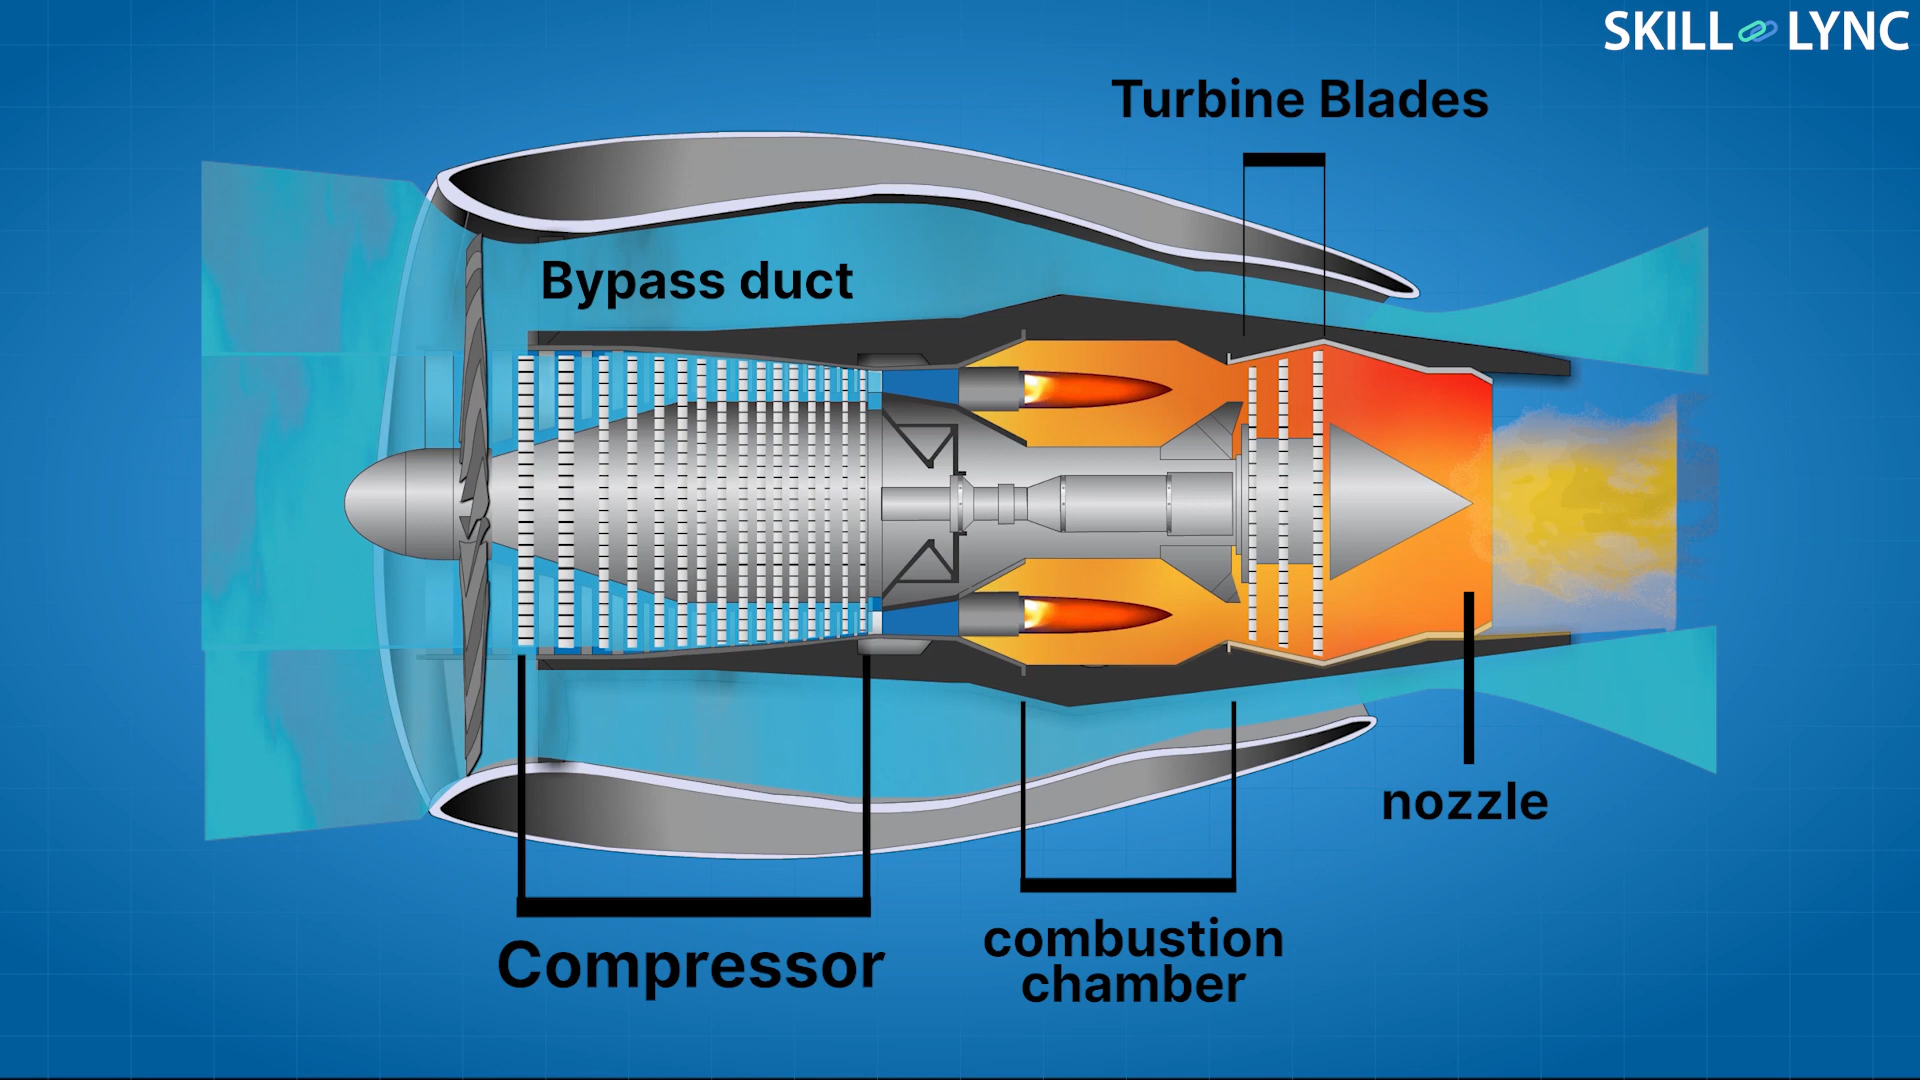 SKILL LYNC
Turbine Blades
Bypass duct
nozzle
Compressor
combustion
chamber